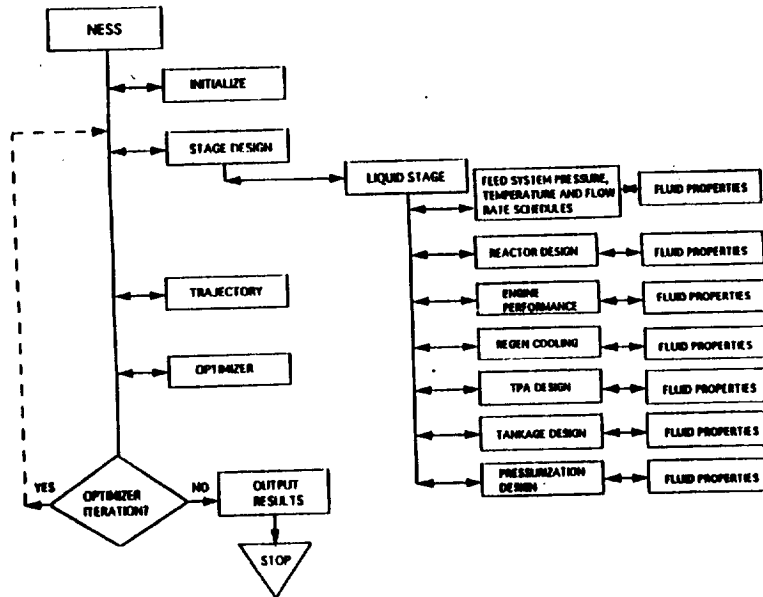 NESS
INITIALIZE
STAGE DESIGN
LIQUID STAGE
FEED SYSTEM PRESSURE,
TEMPERATURE AND FLOW
RATE SCHEDULES
FLUID PROPERTIES
REACTOR DESIGN
FLUID PROPERTIES
TRAJECTORY
ENGINE
PERFORMANCE
FLUID PROPERTIES
REGEN COOLING
FLUID PROPERTIES
OPTIMIZER
TPA DESIGN
FLUID PROPERTIES
TANKAGE DESIGN
FLUID PROPERTIES
PRESSURIZATION
DESIGN
FLUID PROPERTIES
YES
OPTIMIZER
ITERATION?
NO
OUTPUT
RESULTS
STOP